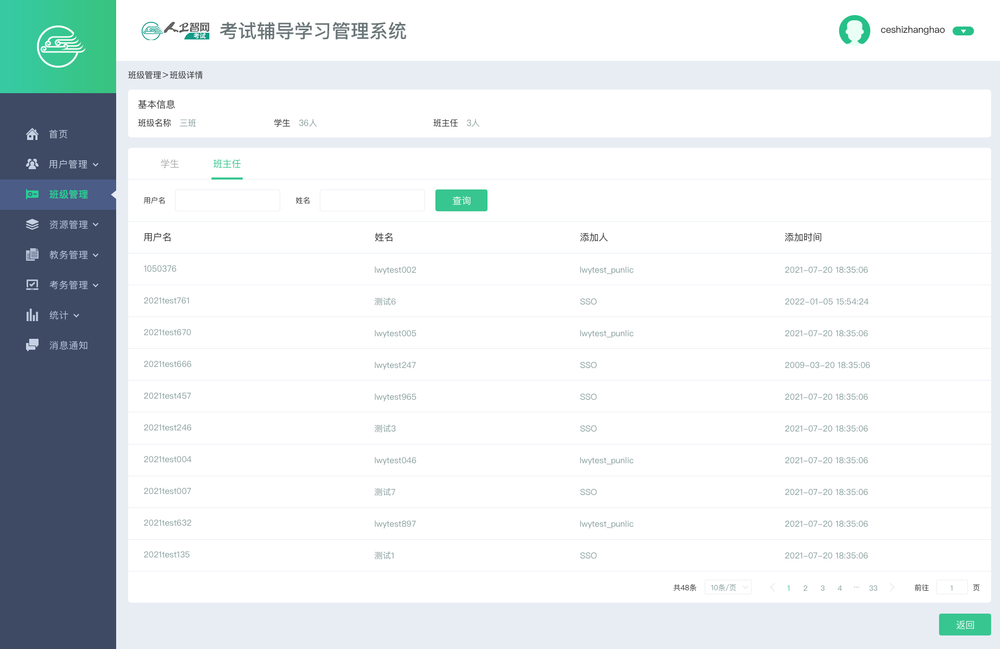 人卫智网 考试 考试辅导学习管理系统
ceshizhanghao
首页
用户管理
班级管理
资源管理
教务管理
考务管理
统计
消息通知
班级管理>班级详情
基本信息
班级名称 三班 学生 36人 班主任 3人
学生 班主任
用户名 姓名 查询
用户名 姓名 添加人 添加时间
1050376 lwytest002 lwytest_punlic 2021-07-20 18:35:06
2021test761 测试6 SSO 2022-01-05 15:54:24
2021test670 lwytest005 lwytest_punlic 2021-07-20 18:35:06
2021test666 lwytest247 SSO 2009-03-20 18:35:06
2021test457 lwytest965 SSO 2021-07-20 18:35:06
2021test246 测试3 SSO 2021-07-20 18:35:06
2021test004 lwytest046 lwytest_punlic 2021-07-20 18:35:06
2021test007 测试7 SSO 2021-07-20 18:35:06
2021test632 lwytest897 lwytest_punlic 2021-07-20 18:35:06
2021test135 测试1 SSO 2021-07-20 18:35:06
共48条 10条/页 1 2 3 4 ... 33 前往 1 页
返回